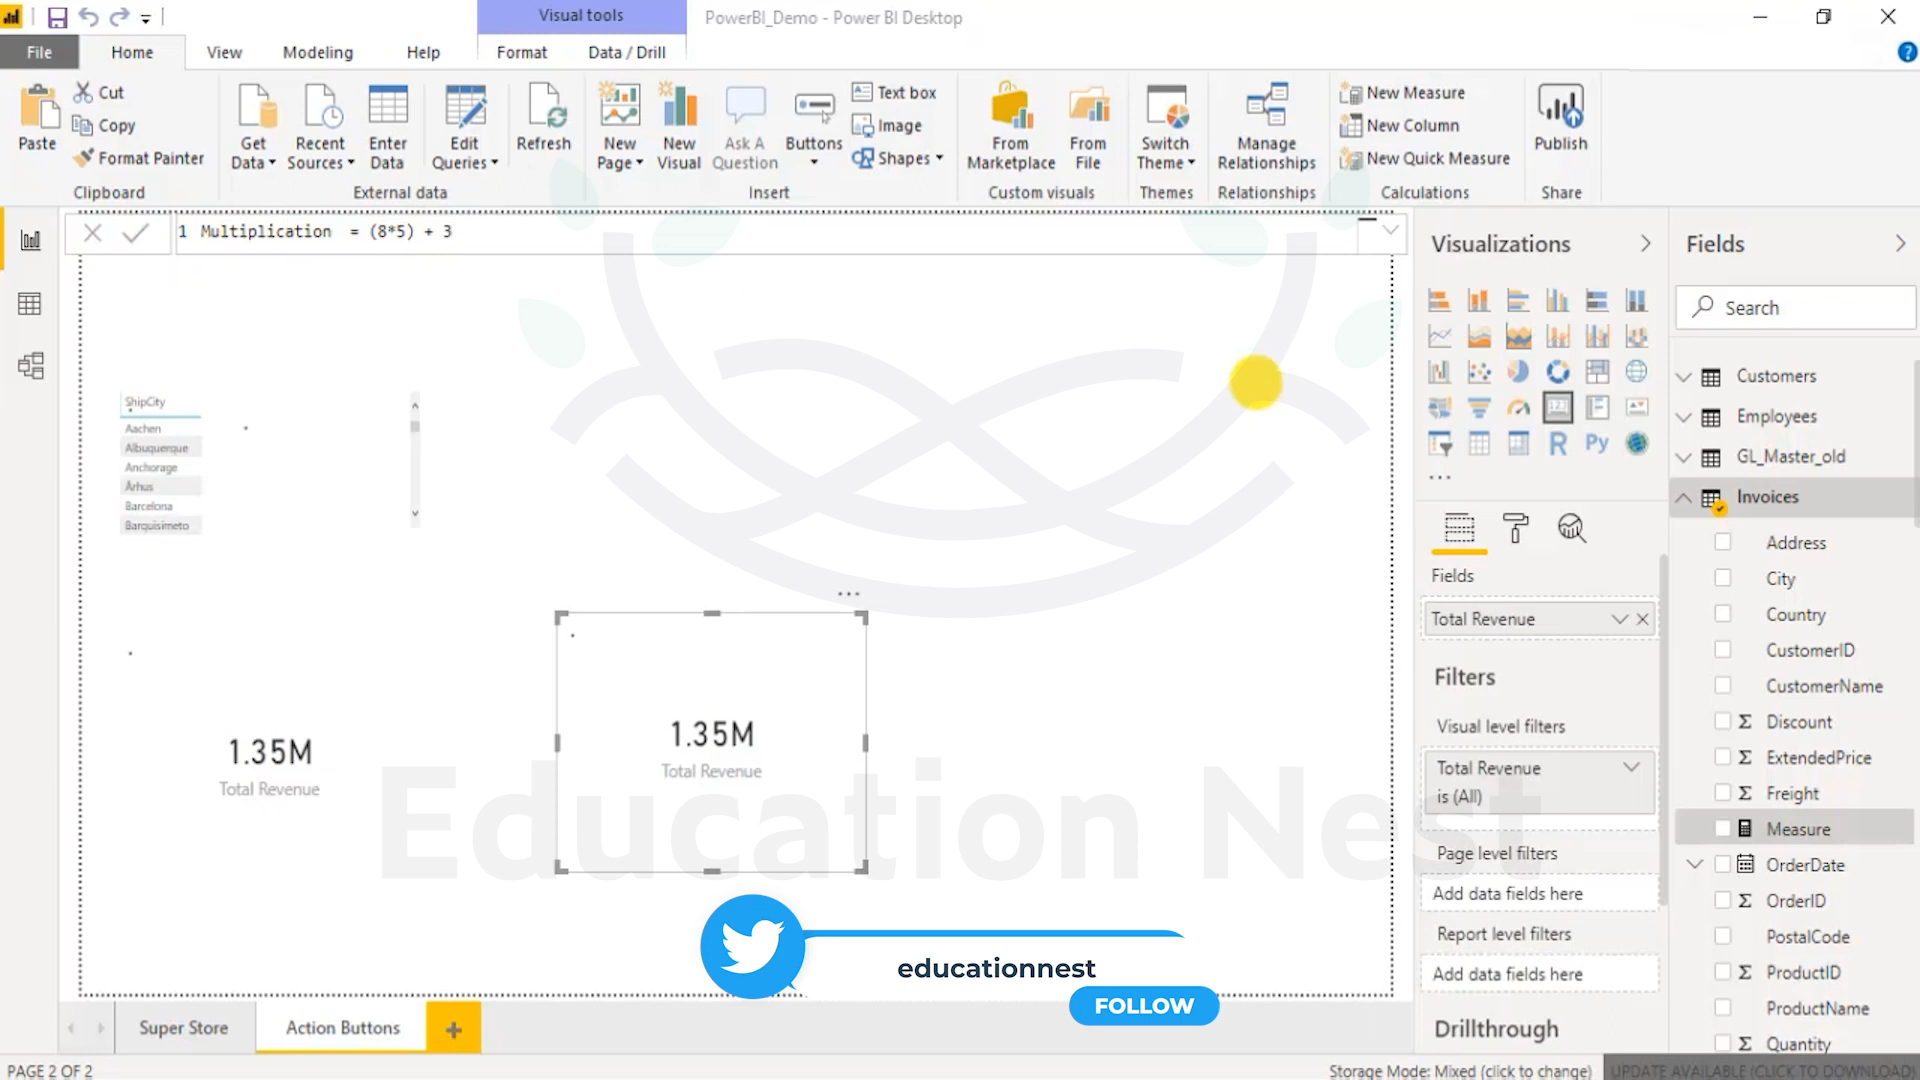 Visual tools
PowerBI_Demo - Power BI Desktop
File
Home
View
Modeling
Help
Format
Data / Drill
Paste
Cut
Copy
Format Painter
Clipboard
Get
Data
Recent
Sources
Enter
Data
Edit
Queries
External data
Refresh
New
Page
New
Visual
Ask A
Question
Buttons
Text box
Image
Shapes
Insert
From
Marketplace
From
File
Custom visuals
Switch
Theme
Themes
Manage
Relationships
Relationships
New Measure
New Column
New Quick Measure
Calculations
Publish
Share
1 Multiplication = (8*5) + 3
ShipCity
Aachen
Albuquerque
Anchorage
Århus
Barcelona
Barquisimeto
1.35M
Total Revenue
1.35M
Total Revenue
Education Nest
educationnest
FOLLOW
Visualizations
R
Py
Fields
Total Revenue
Filters
Visual level filters
Total Revenue
is (All)
Page level filters
Add data fields here
Report level filters
Add data fields here
Drillthrough
Fields
Search
Customers
Employees
GL_Master_old
Invoices
Address
City
Country
CustomerID
CustomerName
Discount
ExtendedPrice
Freight
Measure
OrderDate
OrderID
PostalCode
ProductID
ProductName
Quantity
Super Store
Action Buttons
PAGE 2 OF 2
Storage Mode: Mixed (click to change)
UPDATE AVAILABLE (CLICK TO DOWNLOAD)